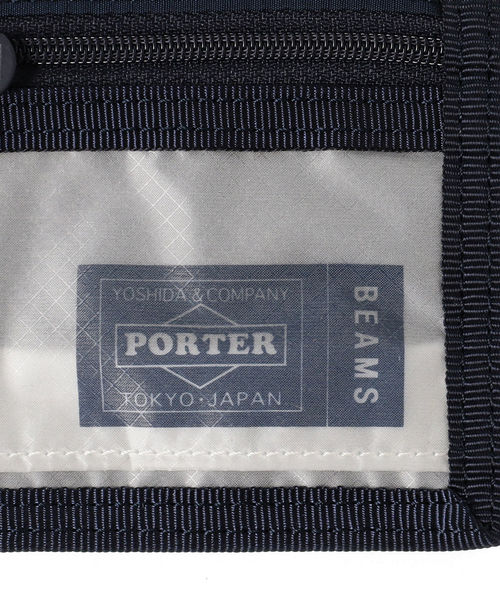 YOSHIDA & COMPANY
PORTER
TOKYO・JAPAN
BEAMS